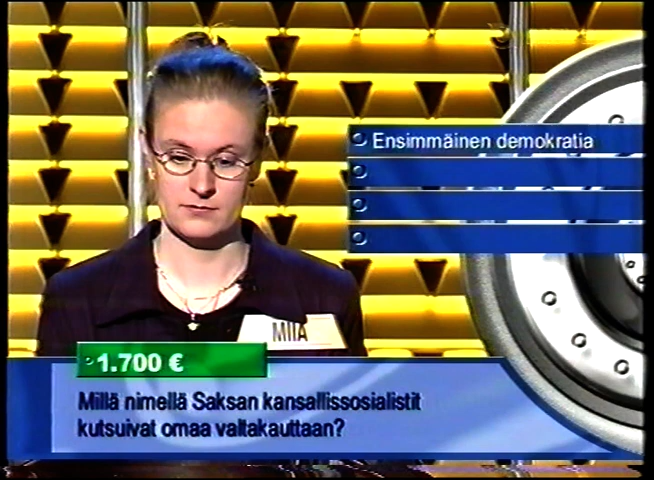 Ensimmäinen demokratia
MIIA
1.700 €
Millä nimellä Saksan kansallissosialistit
kutsuivat omaa valtakauttaan?